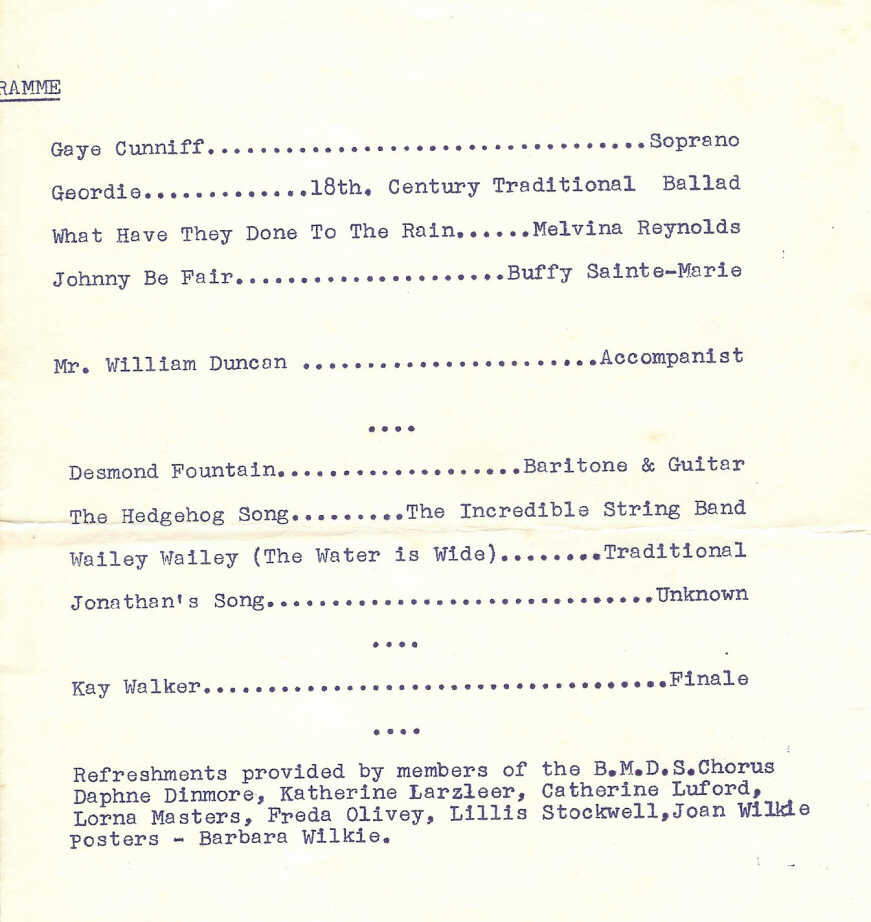 RAMME
Gaye Cunniff..................................Soprano
Geordie.............18th. Century Traditional Ballad
What Have They Done To The Rain......Melvina Reynolds
Johnny Be Fair.....................Buffy Sainte-Marie
Mr. William Duncan .......................Accompanist
....
Desmond Fountain...................Baritone & Guitar
The Hedgehog Song.........The Incredible String Band
Wailey Wailey (The Water is Wide)........Traditional
Jonathan's Song..............................Unknown
....
Kay Walker....................................Finale
....
Refreshments provided by members of the B.M.D.S.Chorus
Daphne Dinmore, Katherine Larzleer, Catherine Luford,
Lorna Masters, Freda Olivey, Lillis Stockwell,Joan Wilkie
Posters - Barbara Wilkie.